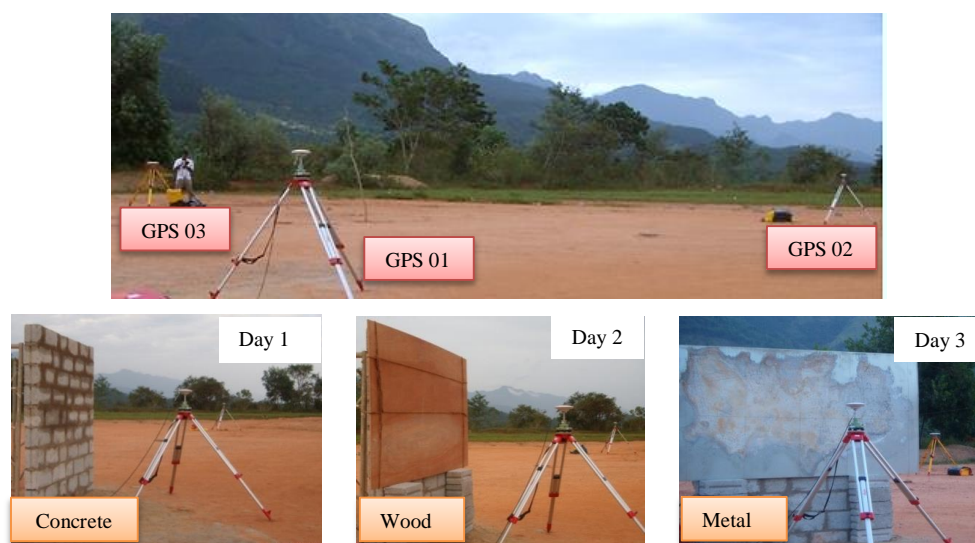 GPS 03
GPS 01
GPS 02
Day 1
Day 2
Day 3
Concrete
Wood
Metal